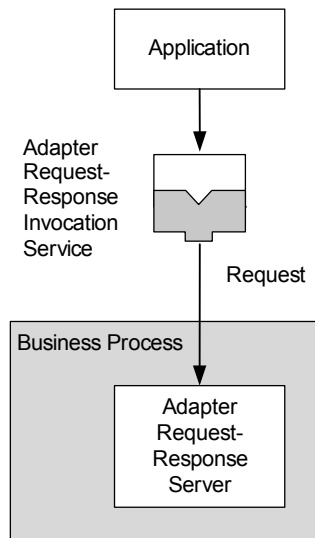 Application
Adapter
Request-
Response
Invocation
Service
Request
Business Process
Adapter
Request-
Response
Server